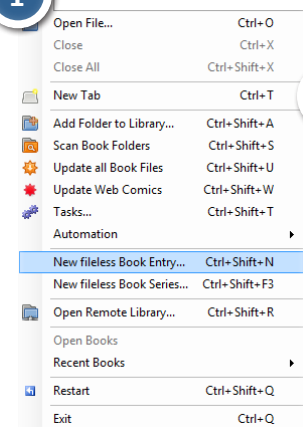 1
Open File... Ctrl+O
Close Ctrl+X
Close All Ctrl+Shift+X
New Tab Ctrl+T
Add Folder to Library... Ctrl+Shift+A
Scan Book Folders Ctrl+Shift+S
Update all Book Files Ctrl+Shift+U
Update Web Comics Ctrl+Shift+W
Tasks... Ctrl+Shift+T
Automation
New fileless Book Entry... Ctrl+Shift+N
New fileless Book Series... Ctrl+Shift+F3
Open Remote Library... Ctrl+Shift+R
Open Books
Recent Books
Restart Ctrl+Shift+Q
Exit Ctrl+Q